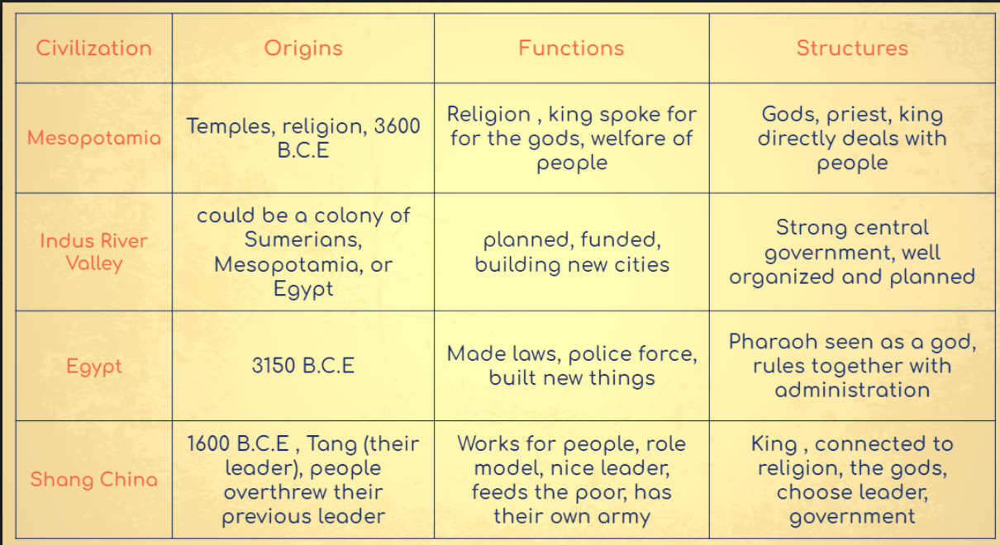 Civilization
Origins
Functions
Structures
Mesopotamia
Temples, religion, 3600
B.C.E
Religion , king spoke for
for the gods, welfare of
people
Gods, priest, king
directly deals with
people
Indus River
Valley
could be a colony of
Sumerians,
Mesopotamia, or
Egypt
planned, funded,
building new cities
Strong central
government, well
organized and planned
Egypt
3150 B.C.E
Made laws, police force,
built new things
Pharaoh seen as a god,
rules together with
administration
Shang China
1600 B.C.E , Tang (their
leader), people
overthrew their
previous leader
Works for people, role
model, nice leader,
feeds the poor, has
their own army
King , connected to
religion, the gods,
choose leader,
government